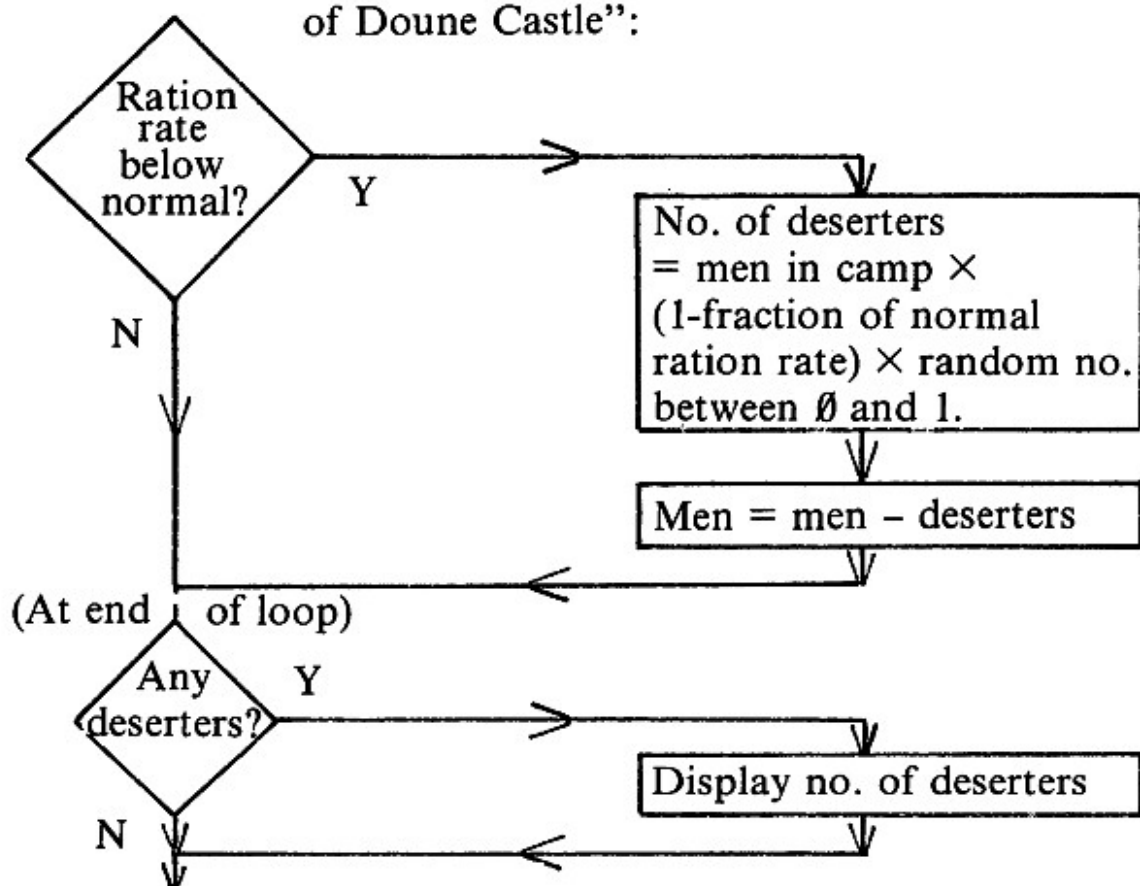 of Doune Castle”:
Ration
rate
below
normal?
Y
N
No. of deserters
= men in camp ×
(1-fraction of normal
ration rate) × random no.
between Ø and 1.
Men = men – deserters
(At end of loop)
Any
deserters?
Y
N
Display no. of deserters